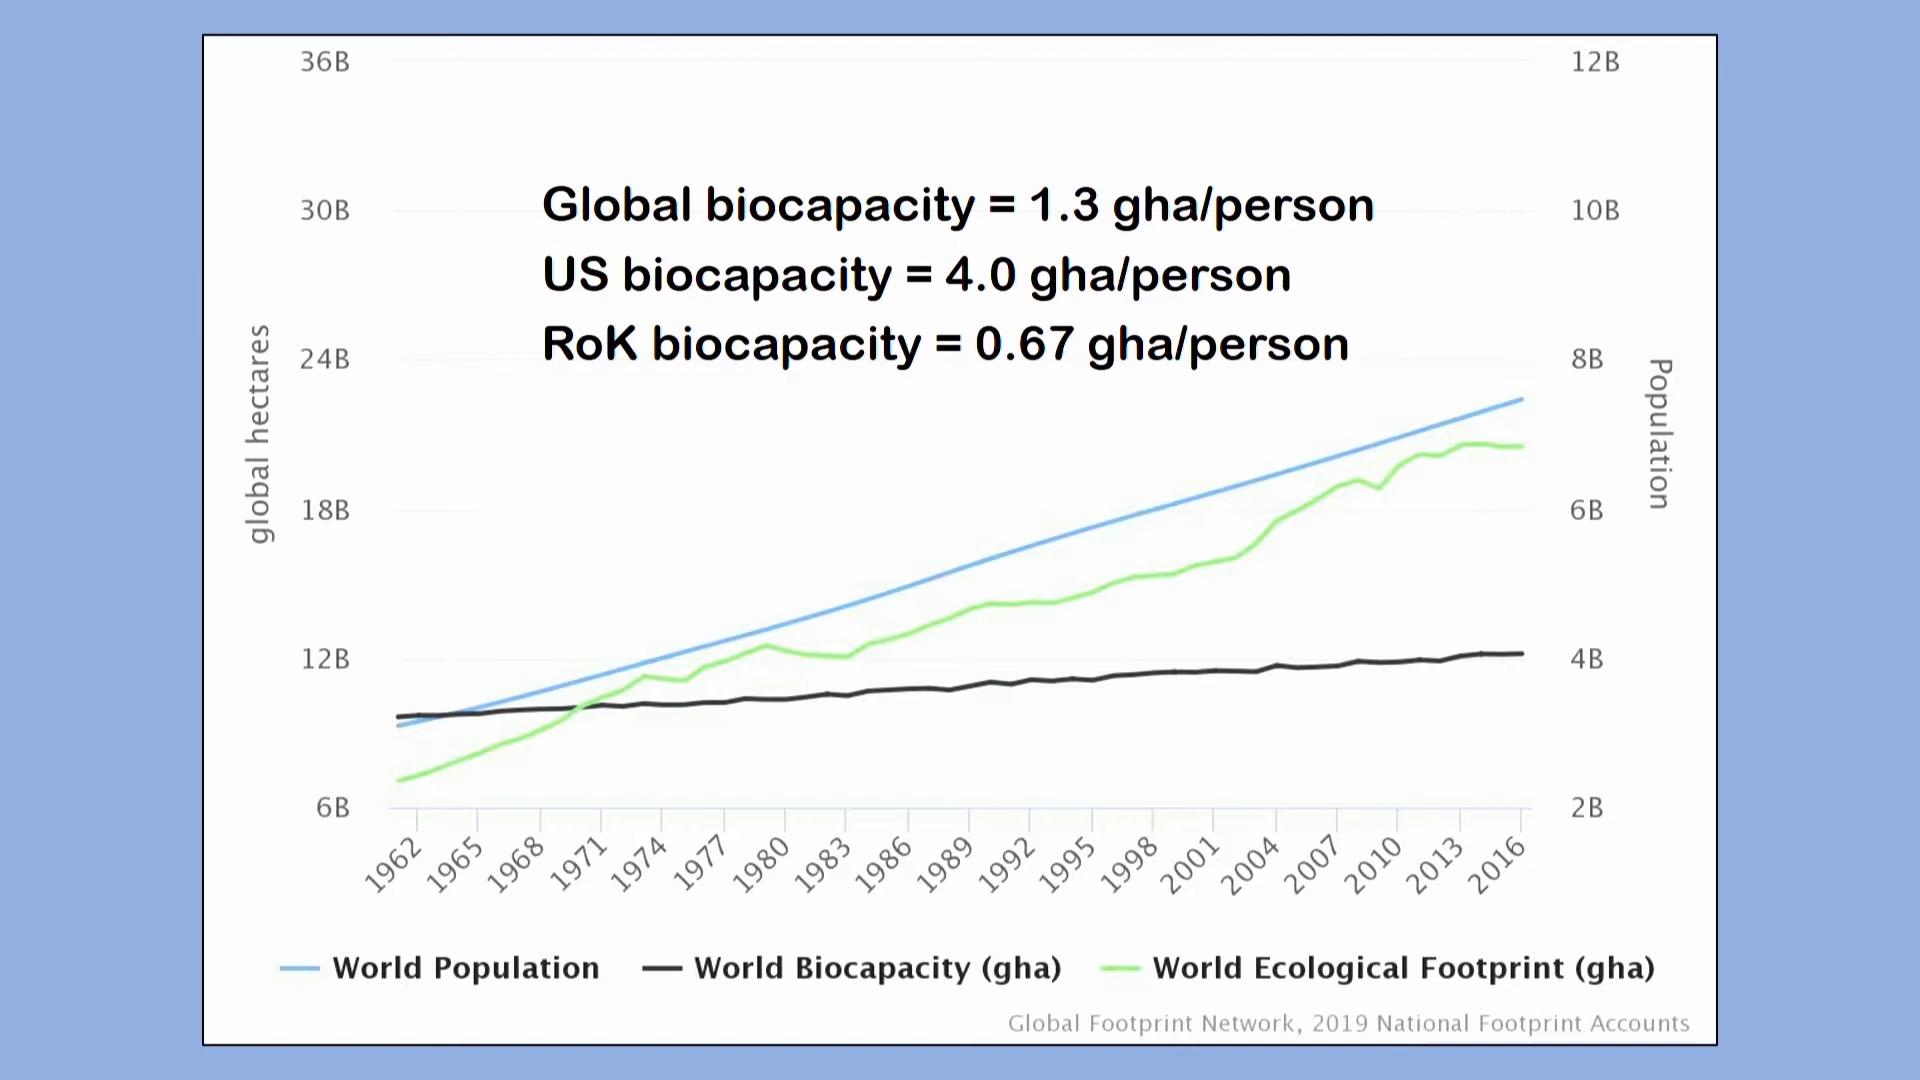 36B
12B
Global biocapacity = 1.3 gha/person
30B
10B
US biocapacity = 4.0 gha/person
RoK biocapacity = 0.67 gha/person
24B
8B
global hectares
Population
18B
6B
12B
4B
6B
2B
1962
1965
1968
1971
1974
1977
1980
1983
1986
1989
1992
1995
1998
2001
2004
2007
2010
2013
2016
World Population
World Biocapacity (gha)
World Ecological Footprint (gha)
Global Footprint Network, 2019 National Footprint Accounts